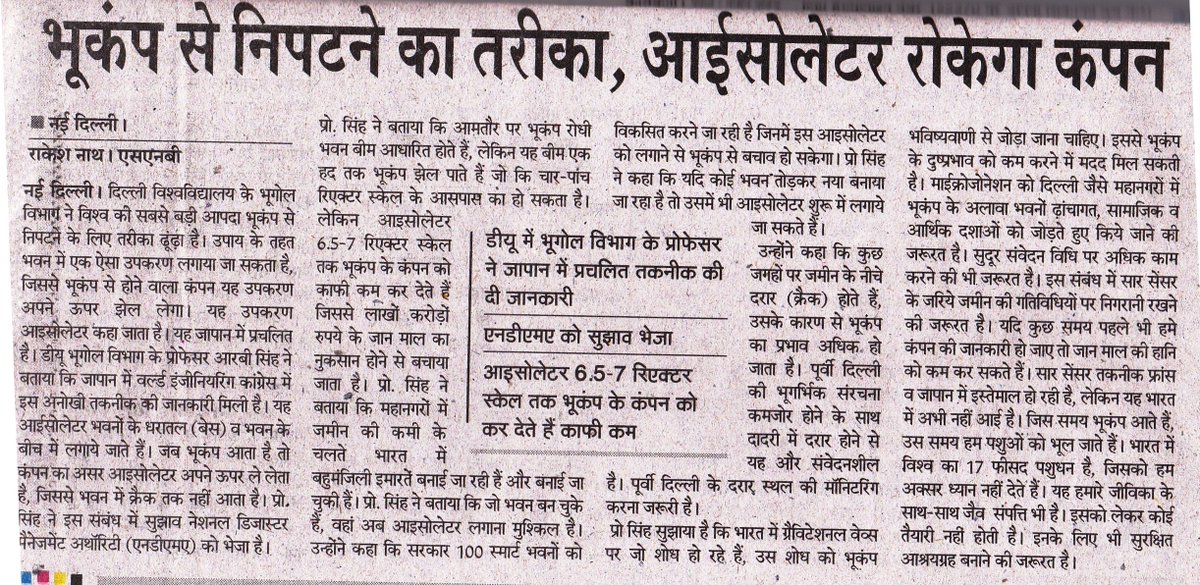 भूकंप से निपटने का तरीका, आईसोलेटर रोकेगा कंपन
■ नई दिल्ली।
राकेश नाथ। एसएनबी
नई दिल्ली। दिल्ली विश्वविद्यालय के भूगोल
विभाग ने विश्व की सबसे बड़ी आपदा भूकंप से
निपटने के लिए तरीका ढूंढ़ा है। उपाय के तहत
भवन में एक ऐसा उपकरण लगाया जा सकता है,
जिससे भूकंप से होने वाला कंपन यह उपकरण
अपने ऊपर झेल लेगा। यह उपकरण
आइसोलेटर कहा जाता है। यह जापान में प्रचलित
है। डीयू भूगोल विभाग के प्रोफेसर आरबी सिंह ने
बताया कि जापान में वर्ल्ड इंजीनियरिंग कांग्रेस में
इस अनोखी तकनीक की जानकारी मिली है। यह
आईसोलेटर भवनों के धरातल (बेस) व भवन के
बीच में लगाये जाते हैं। जब भूकंप आता है तो
कंपन का असर आइसोलेटर अपने ऊपर ले लेता
है, जिससे भवन में क्रैक तक नहीं आता है। प्रो.
सिंह ने इस संबंध में सुझाव नेशनल डिजास्टर
मैनेजमेंट अथॉरिटी (एनडीएमए) को भेजा है।
प्रो. सिंह ने बताया कि आमतौर पर भूकंप रोधी
भवन बीम आधारित होते हैं, लेकिन यह बीम एक
हद तक भूकंप झेल पाते हैं जो कि चार-पांच
रिएक्टर स्केल के आसपास का हो सकता है।
लेकिन आइसोलेटर
6.5-7 रिएक्टर स्केल
तक भूकंप के कंपन को
काफी कम कर देते हैं
जिससे लाखों करोड़ों
रुपये के जान माल का
नुकसान होने से बचाया
जाता है। प्रो. सिंह ने
बताया कि महानगरों में
जमीन की कमी के
चलते भारत में
बहुमंजिली इमारतें बनाई जा रही हैं और बनाई जा
चुकी हैं। प्रो. सिंह ने बताया कि जो भवन बन चुके
हैं, वहां अब आइसोलेटर लगाना मुश्किल है।
उन्होंने कहा कि सरकार 100 स्मार्ट भवनों को
डीयू में भूगोल विभाग के प्रोफेसर
ने जापान में प्रचलित तकनीक की
दी जानकारी
एनडीएमए को सुझाव भेजा
आइसोलेटर 6.5-7 रिएक्टर
स्केल तक भूकंप के कंपन को
कर देते हैं काफी कम
विकसित करने जा रही है जिनमें इस आइसोलेटर
को लगाने से भूकंप से बचाव हो सकेगा। प्रो सिंह
ने कहा कि यदि कोई भवन तोड़कर नया बनाया
जा रहा है तो उसमें भी आइसोलेटर शुरू में लगाये
जा सकते हैं।
उन्होंने कहा कि कुछ
जगहों पर जमीन के नीचे
दरार (क्रैक) होते हैं,
उसके कारण से भूकंप
का प्रभाव अधिक हो
जाता है। पूर्वी दिल्ली
की भूगर्भिक संरचना
कमजोर होने के साथ
दादरी में दरार होने से
यह और संवेदनशील
है। पूर्वी दिल्ली के दरार स्थल की मॉनिटरिंग
करना जरूरी है।
प्रो सिंह सुझाया है कि भारत में ग्रैविटेशनल वेव्स
पर जो शोध हो रहे हैं, उस शोध को भूकंप
भविष्यवाणी से जोड़ा जाना चाहिए। इससे भूकंप
के दुष्प्रभाव को कम करने में मदद मिल सकती
है। माईक्रोजोनेशन को दिल्ली जैसे महानगरों में
भूकंप के अलावा भवनों ढ़ांचागत, सामाजिक व
आर्थिक दशाओं को जोड़ते हुए किये जाने की
जरूरत है। सुदूर संवेदन विधि पर अधिक काम
करने की भी जरूरत है। इस संबंध में सार सेंसर
के जरिये जमीन की गतिविधियों पर निगरानी रखने
की जरूरत है। यदि कुछ समय पहले भी हमे
कंपन की जानकारी हो जाए तो जान माल की हानि
को कम कर सकते हैं। सार सेंसर तकनीक फ्रांस
व जापान में इस्तेमाल हो रही है, लेकिन यह भारत
में अभी नहीं आई है। जिस समय भूकंप आते हैं,
उस समय हम पशुओं को भूल जाते हैं। भारत में
विश्व का 17 फीसद पशुधन है, जिसको हम
अक्सर ध्यान नहीं देते हैं। यह हमारे जीविका के
साथ-साथ जैव संपत्ति भी है। इसको लेकर कोई
तैयारी नहीं होती है। इनके लिए भी सुरक्षित
आश्रयग्रह बनाने की जरूरत है।